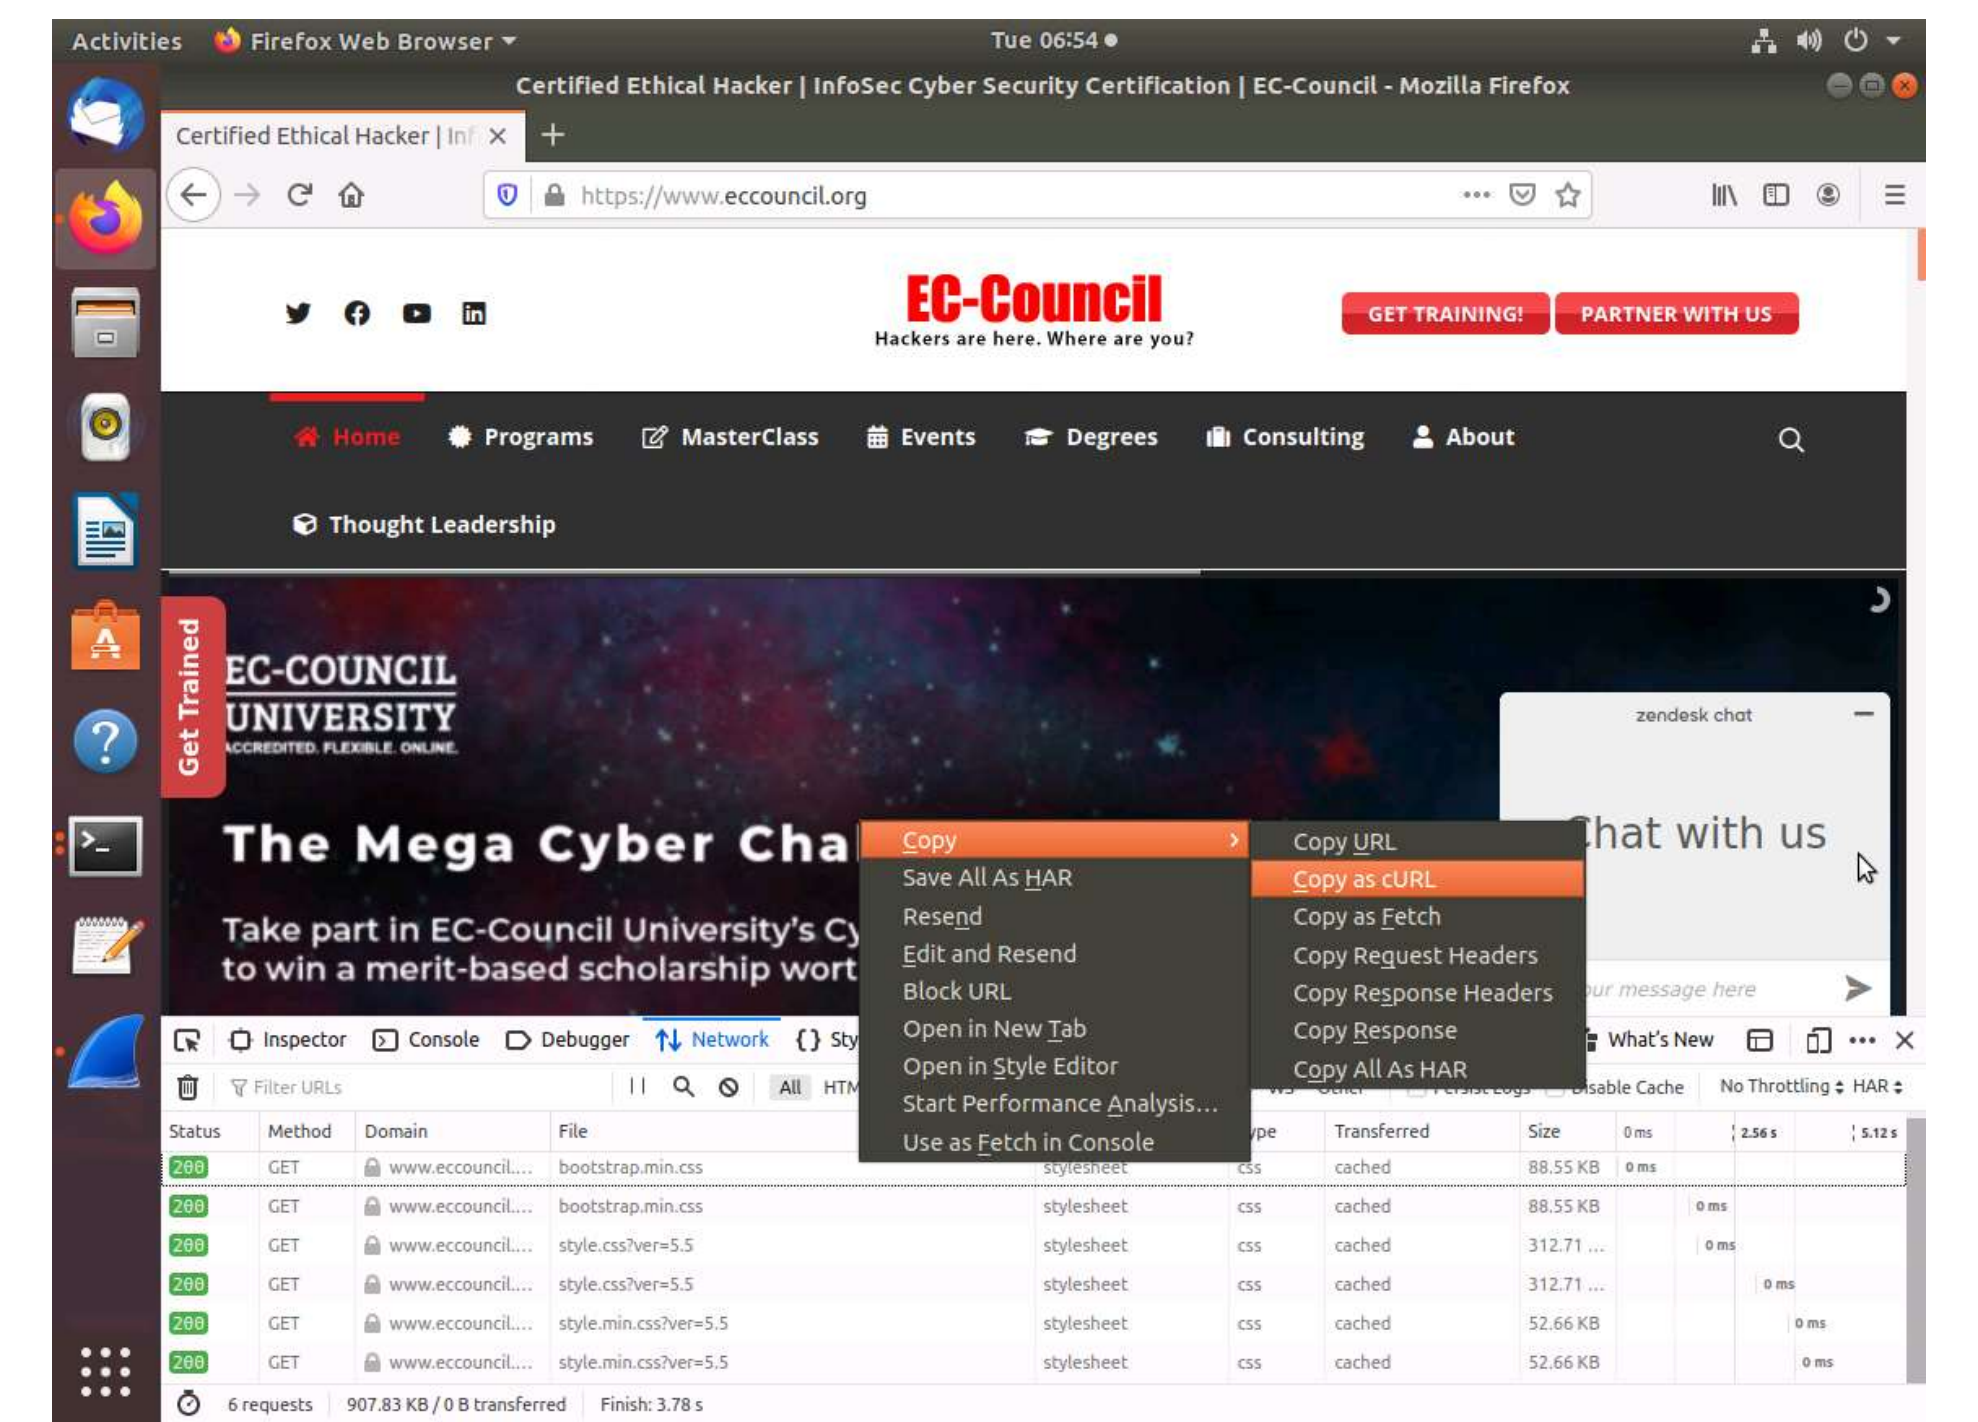 Activities Firefox Web Browser Tue 06:54
Certified Ethical Hacker | InfoSec Cyber Security Certification | EC-Council - Mozilla Firefox
Certified Ethical Hacker | Inf
https://www.eccouncil.org
EC-Council
Hackers are here. Where are you?
GET TRAINING! PARTNER WITH US
Home Programs MasterClass Events Degrees Consulting About
Thought Leadership
Get Trained
EC-COUNCIL
UNIVERSITY
ACCREDITED. FLEXIBLE. ONLINE.
zendesk chat
Chat with us
The Mega Cyber Cha
Take part in EC-Council University's Cy
to win a merit-based scholarship wort
our message here
Copy
Save All As HAR
Resend
Edit and Resend
Block URL
Open in New Tab
Open in Style Editor
Start Performance Analysis...
Use as Fetch in Console
Copy URL
Copy as cURL
Copy as Fetch
Copy Request Headers
Copy Response Headers
Copy Response
Copy All As HAR
Inspector Console Debugger Network {} Sty What's New
Filter URLs All HTM Disable Cache No Throttling HAR
Status Method Domain File Type Transferred Size 0 ms 2.56 s 5.12 s
200 GET www.eccouncil.... bootstrap.min.css stylesheet css cached 88.55 KB 0 ms
200 GET www.eccouncil.... bootstrap.min.css stylesheet css cached 88.55 KB 0 ms
200 GET www.eccouncil.... style.css?ver=5.5 stylesheet css cached 312.71 ... 0 ms
200 GET www.eccouncil.... style.css?ver=5.5 stylesheet css cached 312.71 ... 0 ms
200 GET www.eccouncil.... style.min.css?ver=5.5 stylesheet css cached 52.66 KB 0 ms
200 GET www.eccouncil.... style.min.css?ver=5.5 stylesheet css cached 52.66 KB 0 ms
6 requests 907.83 KB / 0 B transferred Finish: 3.78 s